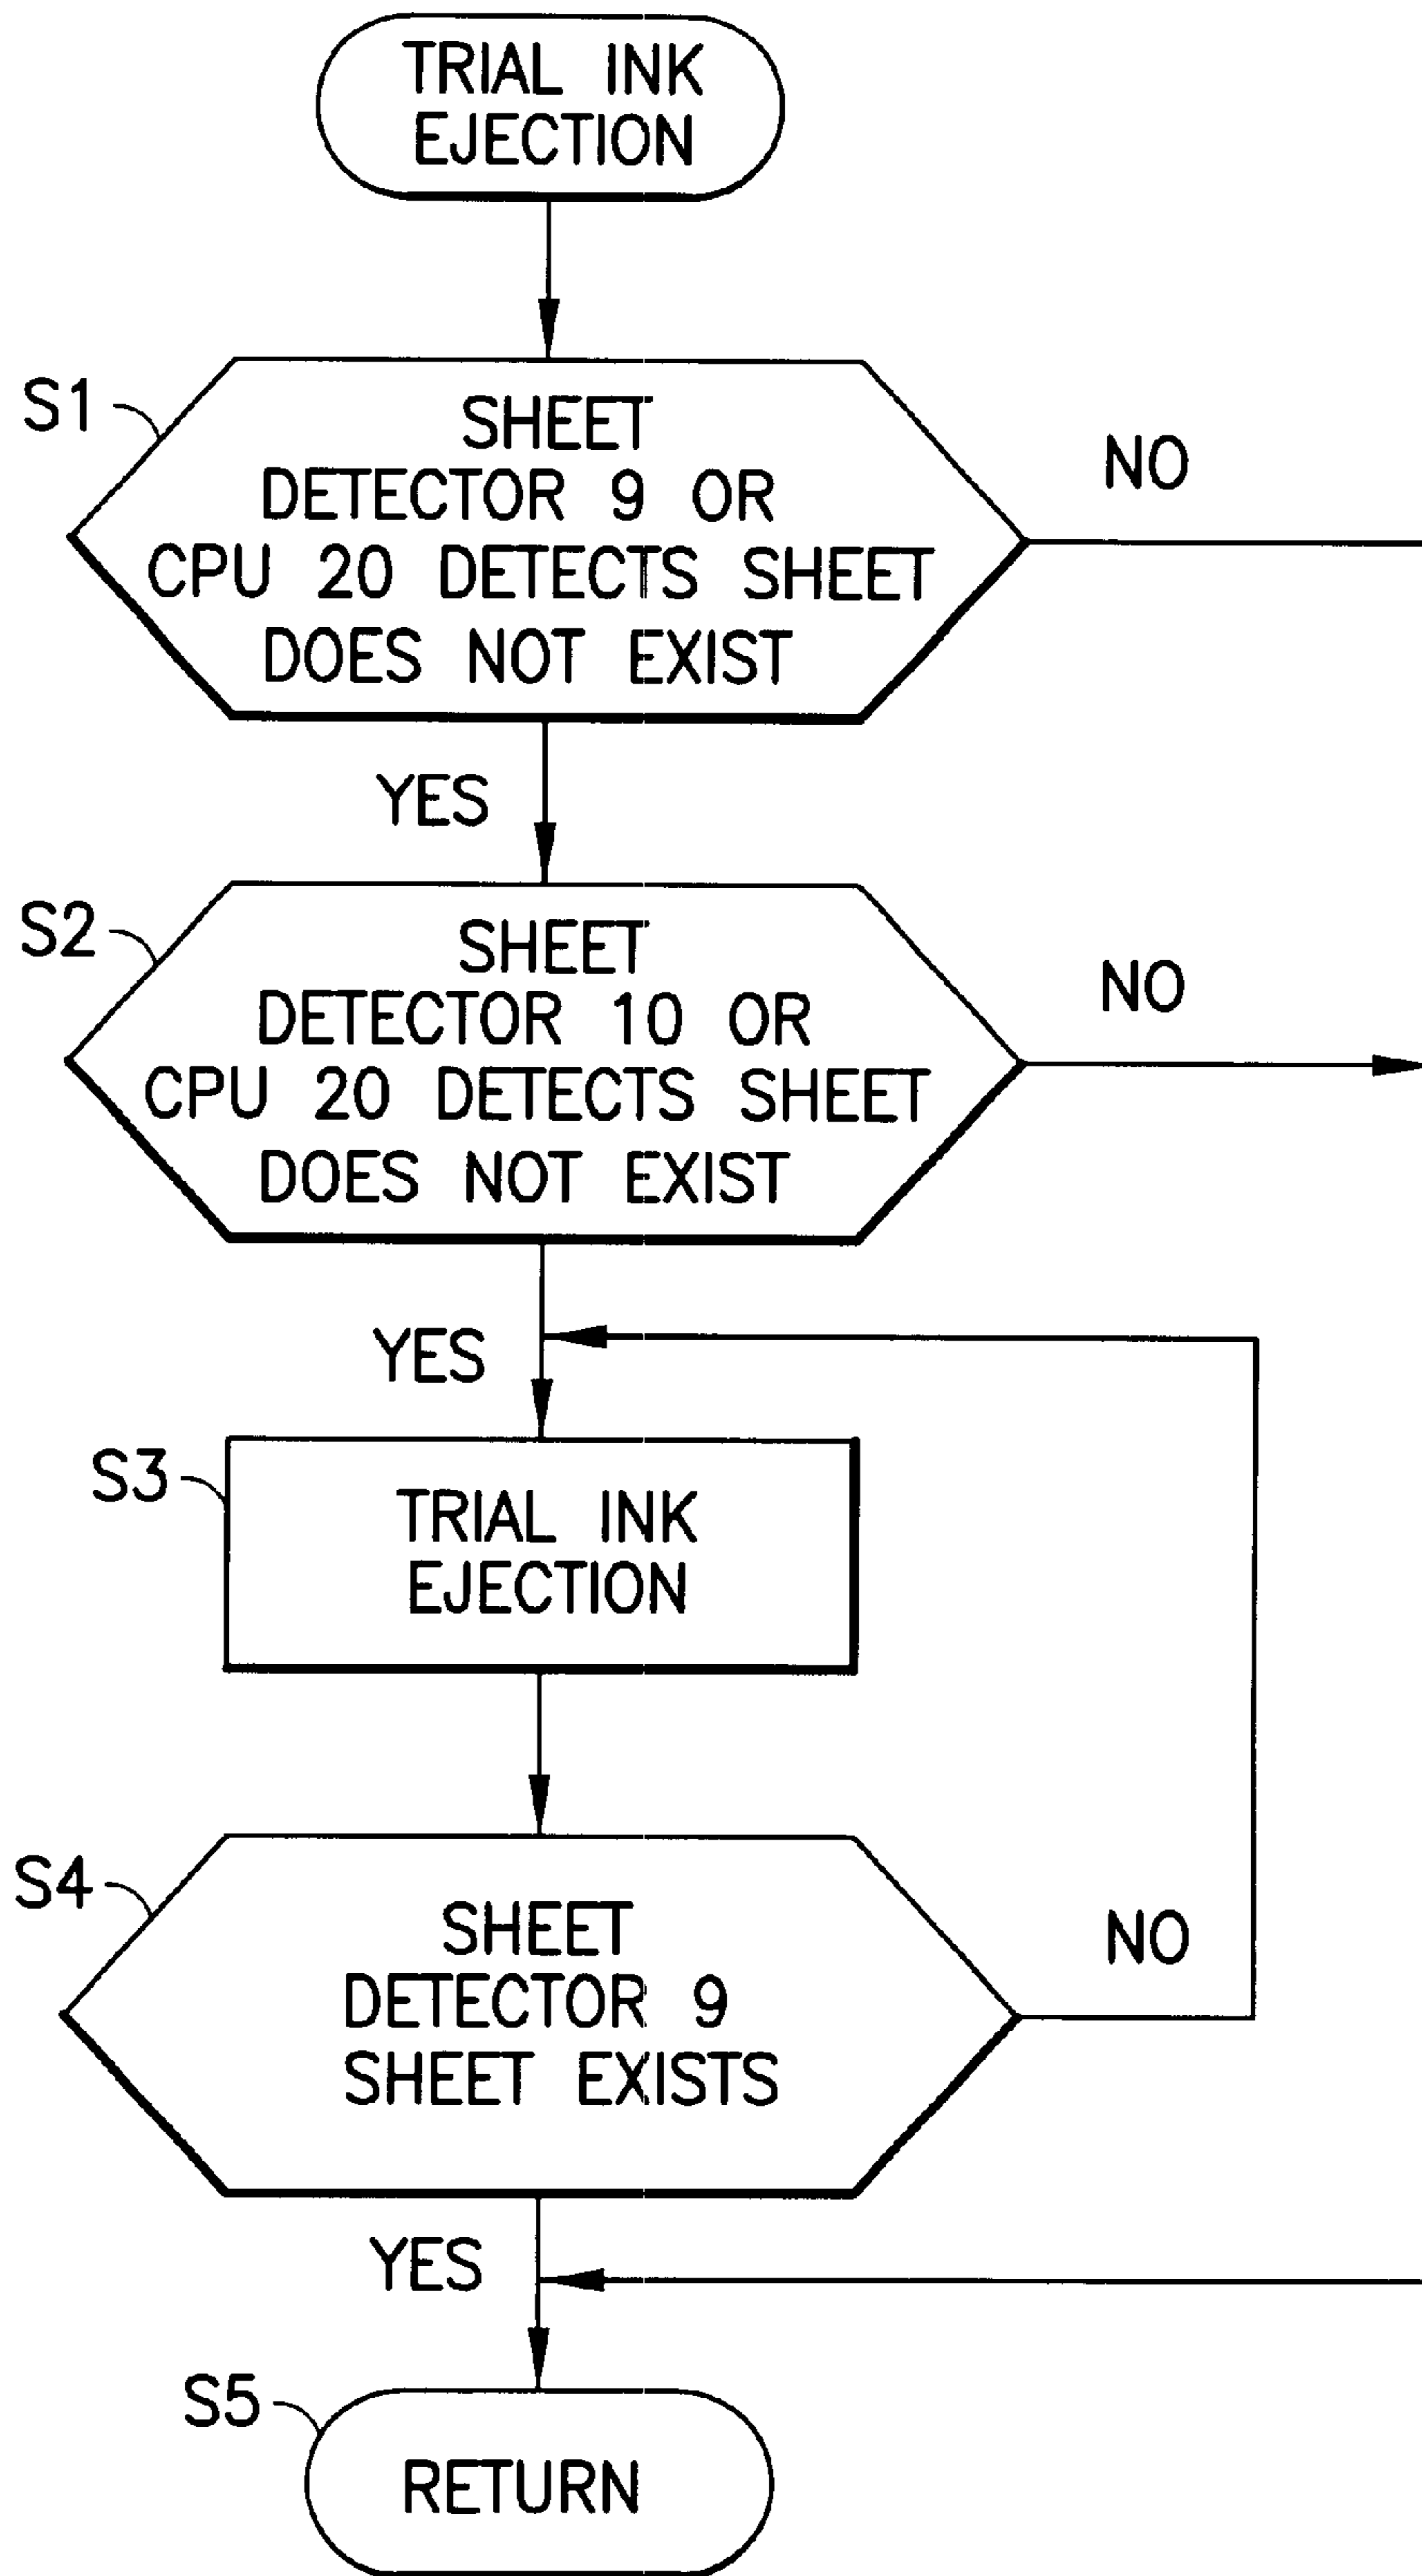 TRIAL INK
EJECTION
S1
SHEET
DETECTOR 9 OR
CPU 20 DETECTS SHEET
DOES NOT EXIST
NO
YES
S2
SHEET
DETECTOR 10 OR
CPU 20 DETECTS SHEET
DOES NOT EXIST
NO
YES
S3
TRIAL INK
EJECTION
S4
SHEET
DETECTOR 9
SHEET EXISTS
NO
YES
S5
RETURN